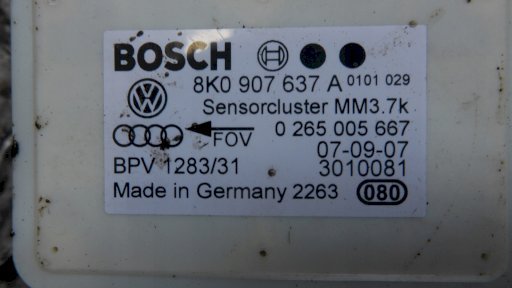 BOSCH
8K0 907 637 A 0101 029
Sensorcluster MM3.7k
FOV 0 265 005 667
07-09-07
BPV 1283/31 3010081
Made in Germany 2263 080